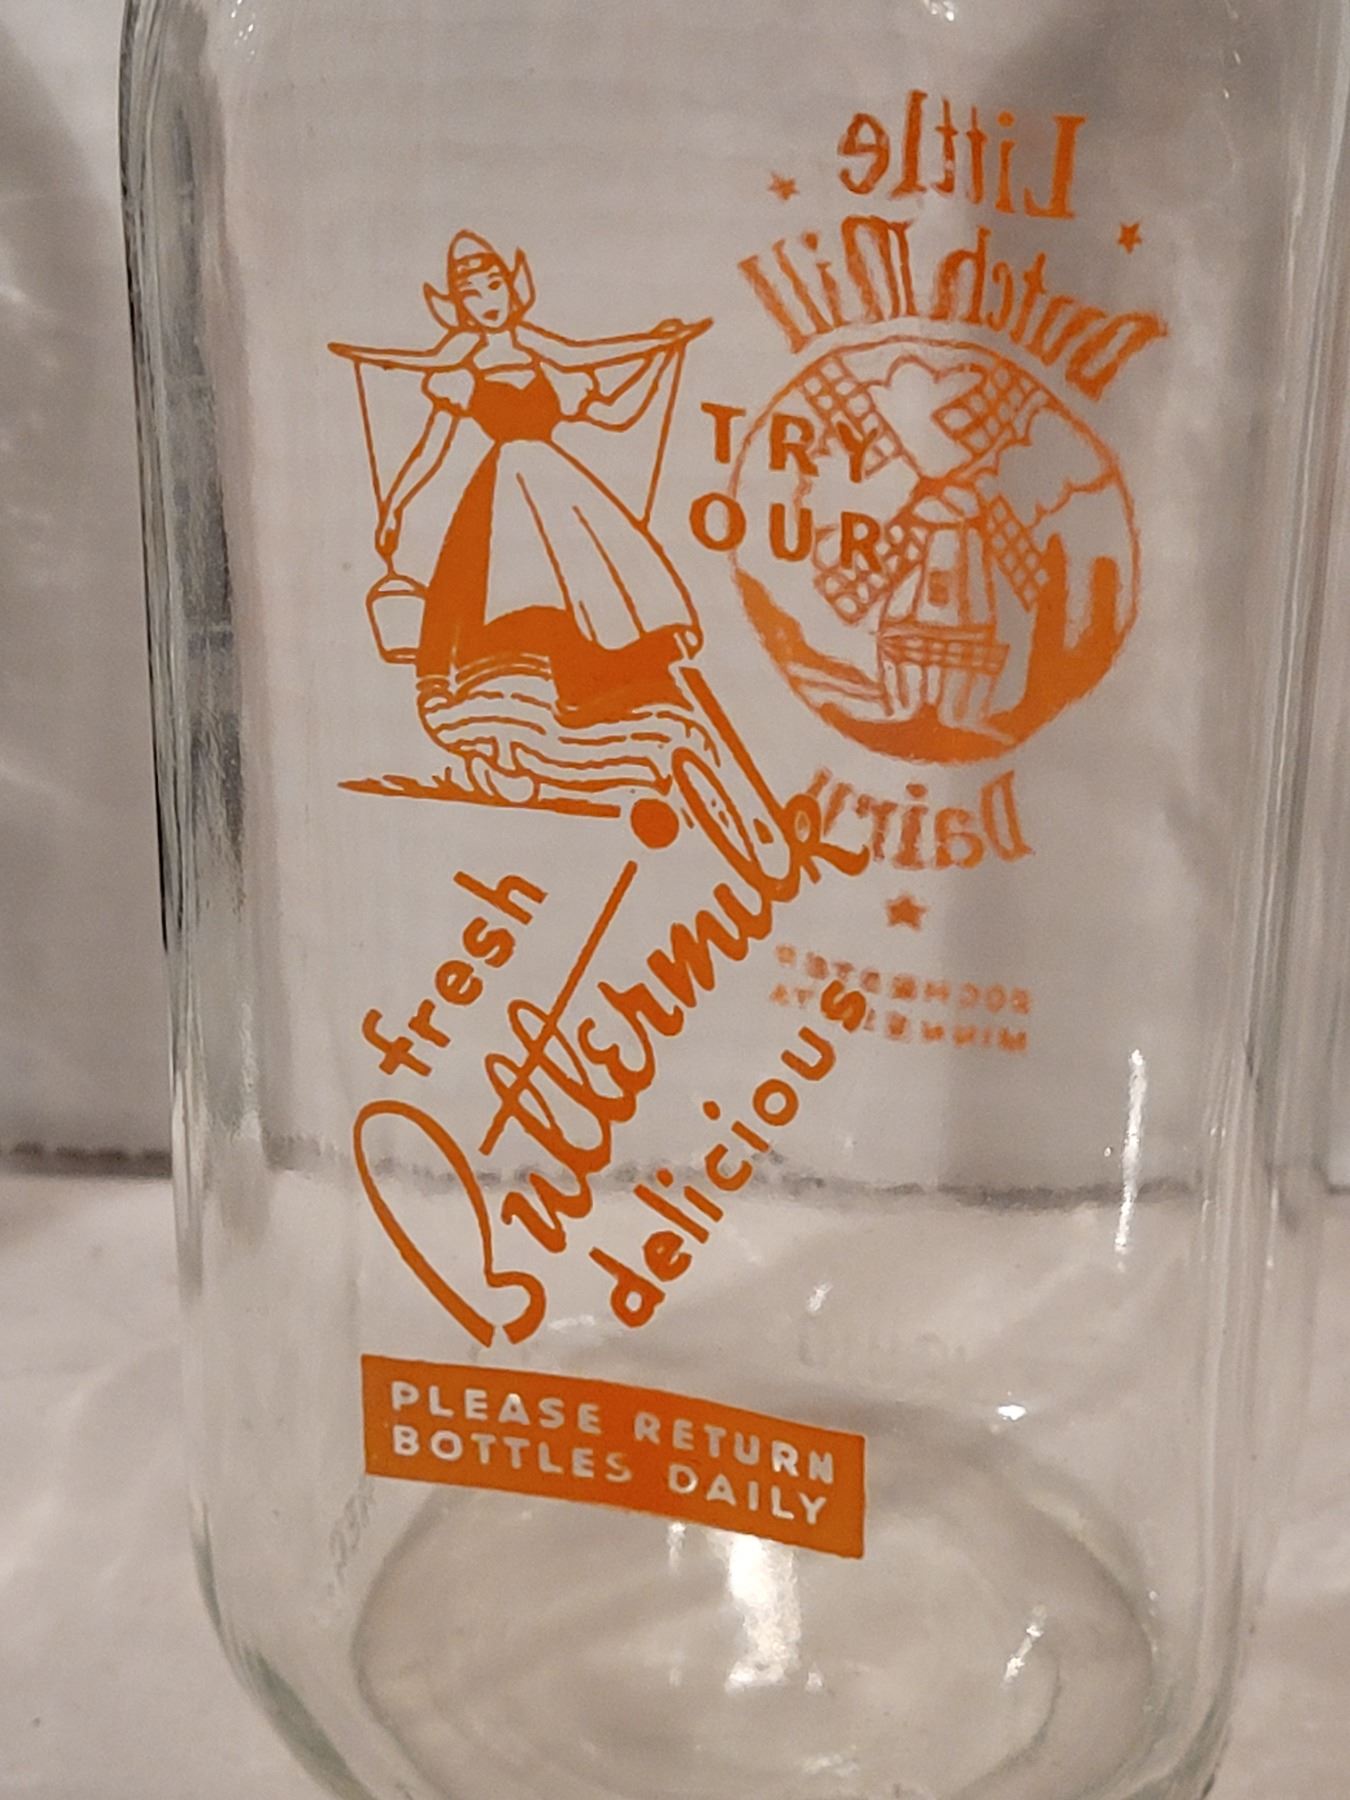 TRY
OUR
fresh
Buttermilk
delicious
PLEASE RETURN
BOTTLES DAILY
Little
Dutch Mill
Dairy
ROCHESTER
MINNESOTA